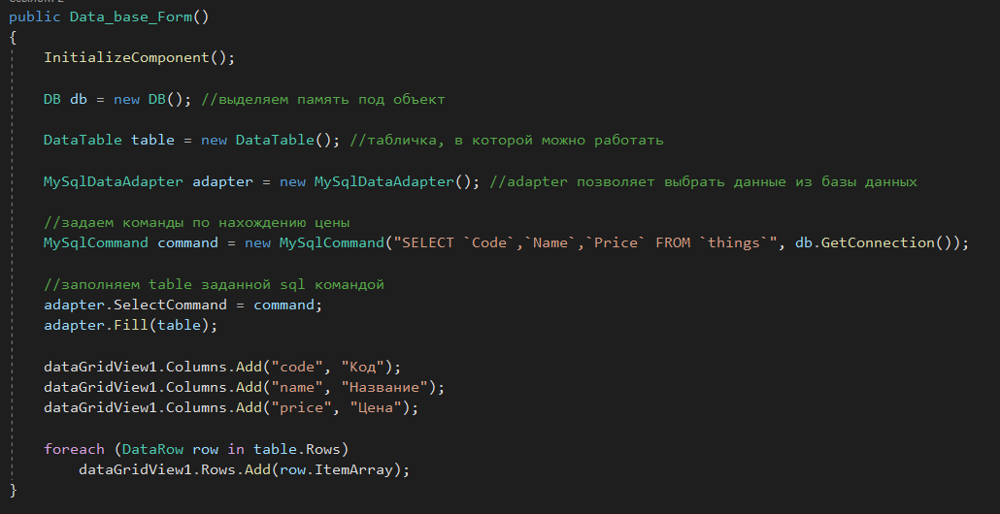 public Data_base_Form()
{
InitializeComponent();
DB db = new DB(); //выделяем память под объект
DataTable table = new DataTable(); //табличка, в которой можно работать
MySqlDataAdapter adapter = new MySqlDataAdapter(); //adapter позволяет выбрать данные из базы данных
//задаем команды по нахождению цены
MySqlCommand command = new MySqlCommand("SELECT `Code`,`Name`,`Price` FROM `things`", db.GetConnection());
//заполняем table заданной sql командой
adapter.SelectCommand = command;
adapter.Fill(table);
dataGridView1.Columns.Add("code", "Код");
dataGridView1.Columns.Add("name", "Название");
dataGridView1.Columns.Add("price", "Цена");
foreach (DataRow row in table.Rows)
dataGridView1.Rows.Add(row.ItemArray);
}